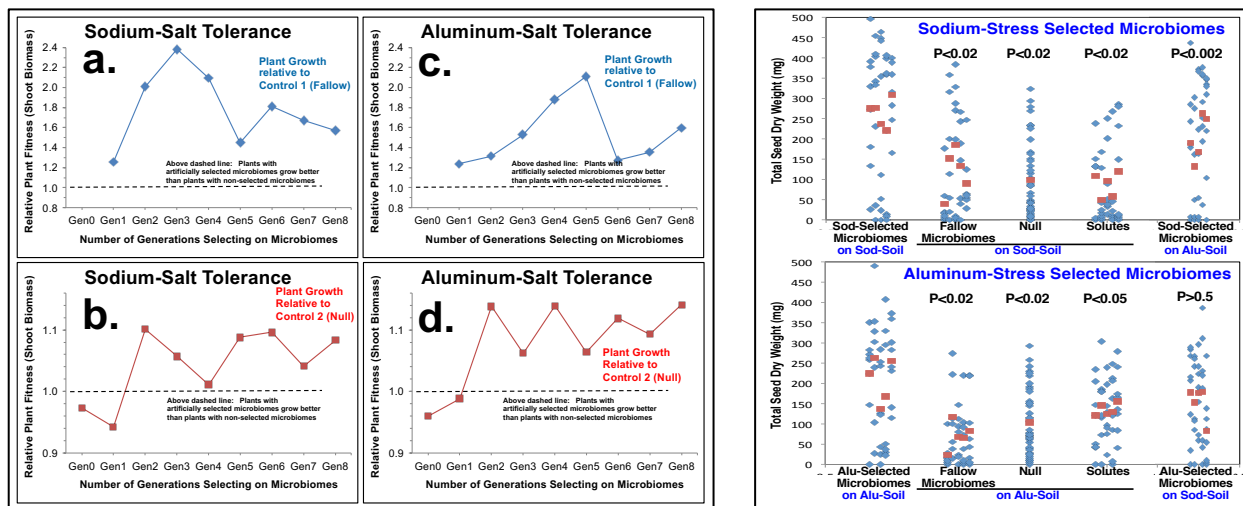 Sodium-Salt Tolerance
a.
Plant Growth
relative to
Control 1 (Fallow)
Relative Plant Fitness (Shoot Biomass)
2.4
2.2
2.0
1.8
1.6
1.4
1.2
1.0
0.8
Above dashed line: Plants with
artificially selected microbiomes grow better
than plants with non-selected microbiomes
Gen0 Gen1 Gen2 Gen3 Gen4 Gen5 Gen6 Gen7 Gen8
Number of Generations Selecting on Microbiomes
Aluminum-Salt Tolerance
c.
Plant Growth
relative to
Control 1 (Fallow)
Relative Plant Fitness (Shoot Biomass)
2.4
2.2
2.0
1.8
1.6
1.4
1.2
1.0
0.8
Above dashed line: Plants with
artificially selected microbiomes grow better
than plants with non-selected microbiomes
Gen0 Gen1 Gen2 Gen3 Gen4 Gen5 Gen6 Gen7 Gen8
Number of Generations Selecting on Microbiomes
Sodium-Salt Tolerance
b.
Plant Growth
Relative to
Control 2 (Null)
Relative Plant Fitness (Shoot Biomass)
1.1
1.0
0.9
Above dashed line: Plants with
artificially selected microbiomes grow better
than plants with non-selected microbiomes
Gen0 Gen1 Gen2 Gen3 Gen4 Gen5 Gen6 Gen7 Gen8
Number of Generations Selecting on Microbiomes
Aluminum-Salt Tolerance
d.
Plant Growth
Relative to
Control 2 (Null)
Relative Plant Fitness (Shoot Biomass)
1.1
1.0
0.9
Above dashed line: Plants with
artificially selected microbiomes grow better
than plants with non-selected microbiomes
Gen0 Gen1 Gen2 Gen3 Gen4 Gen5 Gen6 Gen7 Gen8
Number of Generations Selecting on Microbiomes
Sodium-Stress Selected Microbiomes
P<0.02 P<0.02 P<0.02 P<0.002
Total Seed Dry Weight (mg)
500
450
400
350
300
250
200
150
100
50
0
Sod-Selected Fallow Null Solutes Sod-Selected
Microbiomes Microbiomes Microbiomes
on Sod-Soil on Sod-Soil on Alu-Soil
Aluminum-Stress Selected Microbiomes
P<0.02 P<0.02 P<0.05 P>0.5
Total Seed Dry Weight (mg)
500
450
400
350
300
250
200
150
100
50
0
Alu-Selected Fallow Null Solutes Alu-Selected
Microbiomes Microbiomes Microbiomes
on Alu-Soil on Alu-Soil on Sod-Soil